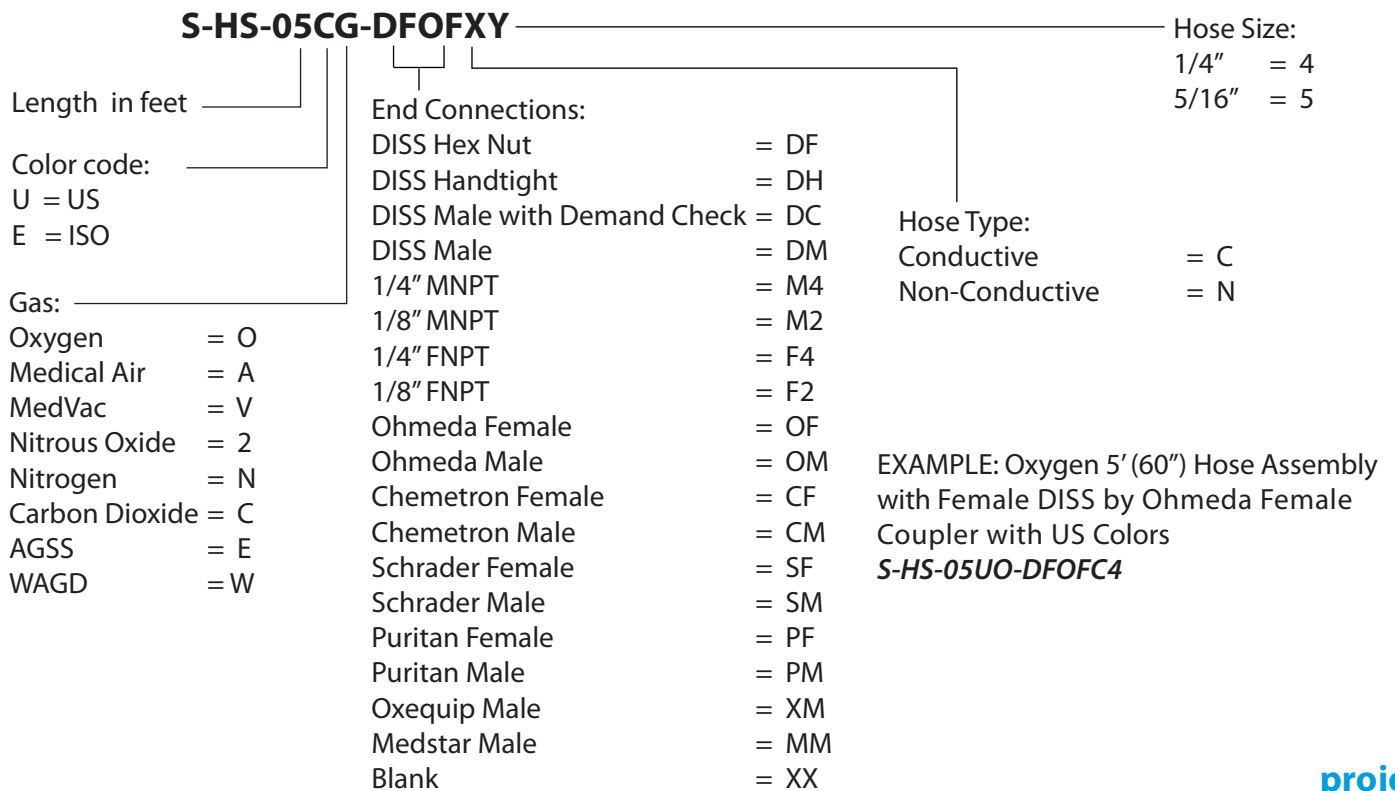 S-HS-05CG-DFOFXY
Hose Size:
1/4” = 4
5/16” = 5
Length in feet
Color code:
U = US
E = ISO
Gas:
Oxygen = O
Medical Air = A
MedVac = V
Nitrous Oxide = 2
Nitrogen = N
Carbon Dioxide = C
AGSS = E
WAGD = W
End Connections:
DISS Hex Nut = DF
DISS Handtight = DH
DISS Male with Demand Check = DC
DISS Male = DM
1/4” MNPT = M4
1/8” MNPT = M2
1/4” FNPT = F4
1/8” FNPT = F2
Ohmeda Female = OF
Ohmeda Male = OM
Chemetron Female = CF
Chemetron Male = CM
Schrader Female = SF
Schrader Male = SM
Puritan Female = PF
Puritan Male = PM
Oxequip Male = XM
Medstar Male = MM
Blank = XX
Hose Type:
Conductive = C
Non-Conductive = N
EXAMPLE: Oxygen 5’ (60”) Hose Assembly
with Female DISS by Ohmeda Female
Coupler with US Colors
S-HS-05UO-DFOFC4